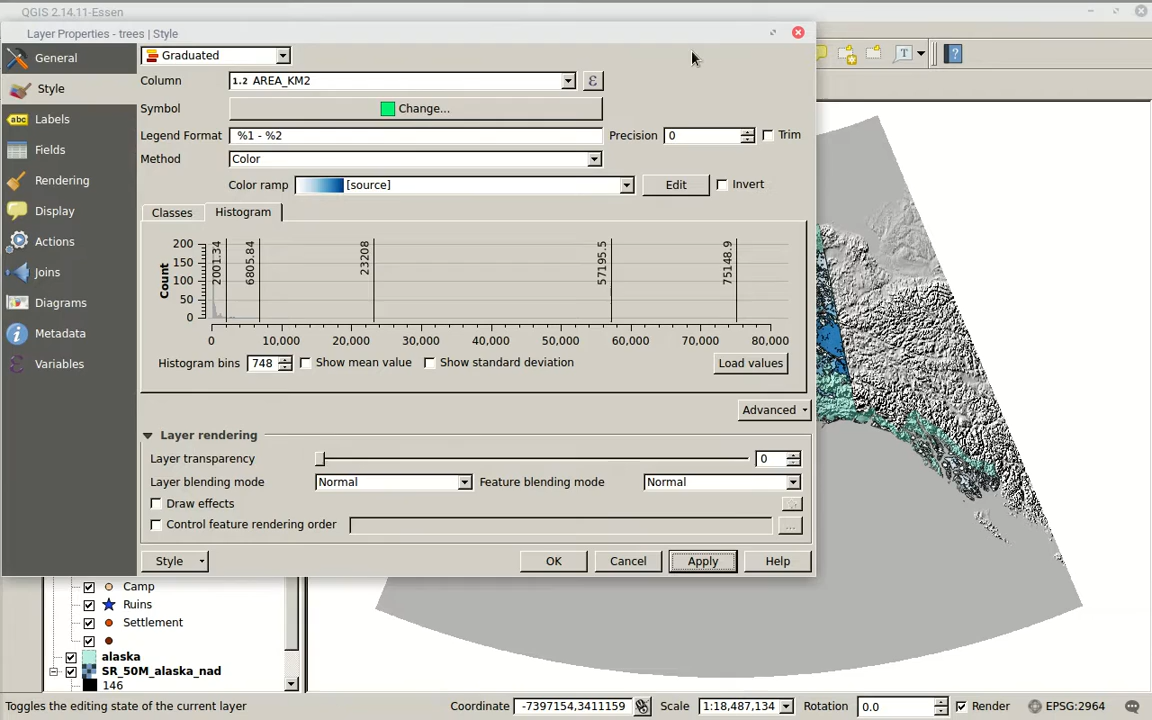 QGIS 2.14.11-Essen
Layer Properties - trees | Style
General
Style
Labels
Fields
Rendering
Display
Actions
Joins
Diagrams
Metadata
Variables
Graduated
Column 1.2 AREA_KM2 ε
Symbol Change...
Legend Format %1 - %2 Precision 0 Trim
Method Color
Color ramp [source] Edit Invert
Classes Histogram
Count
200
150
100
50
0
2001.34 6805.84 23208 57195.5 75148.9
0 10,000 20,000 30,000 40,000 50,000 60,000 70,000 80,000
Histogram bins 748 Show mean value Show standard deviation Load values
Advanced
Layer rendering
Layer transparency 0
Layer blending mode Normal Feature blending mode Normal
Draw effects
Control feature rendering order ...
Style OK Cancel Apply Help
Camp
Ruins
Settlement
alaska
SR_50M_alaska_nad
146
Toggles the editing state of the current layer Coordinate -7397154,3411159 Scale 1:18,487,134 Rotation 0.0 Render EPSG:2964
abc
T
?